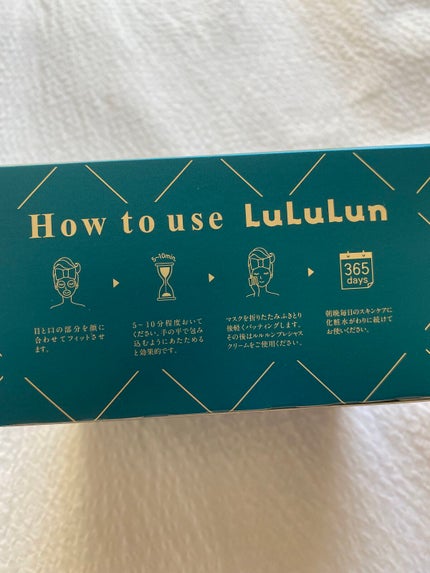 How to use LuLuLun
5~10min
365
days
目と口の部分を顔に
合わせてフィットさせ
ます。
5~10分程度おいて
ください。手の平で包み
込むようにあたためる
と効果的です。
マスクを折りたたみふきとり
後軽くパッティングします。
その後はルルルンプレシャス
クリームをご使用ください。
朝晩毎日のスキンケアに
化粧水がわりに続けて
お使いください。